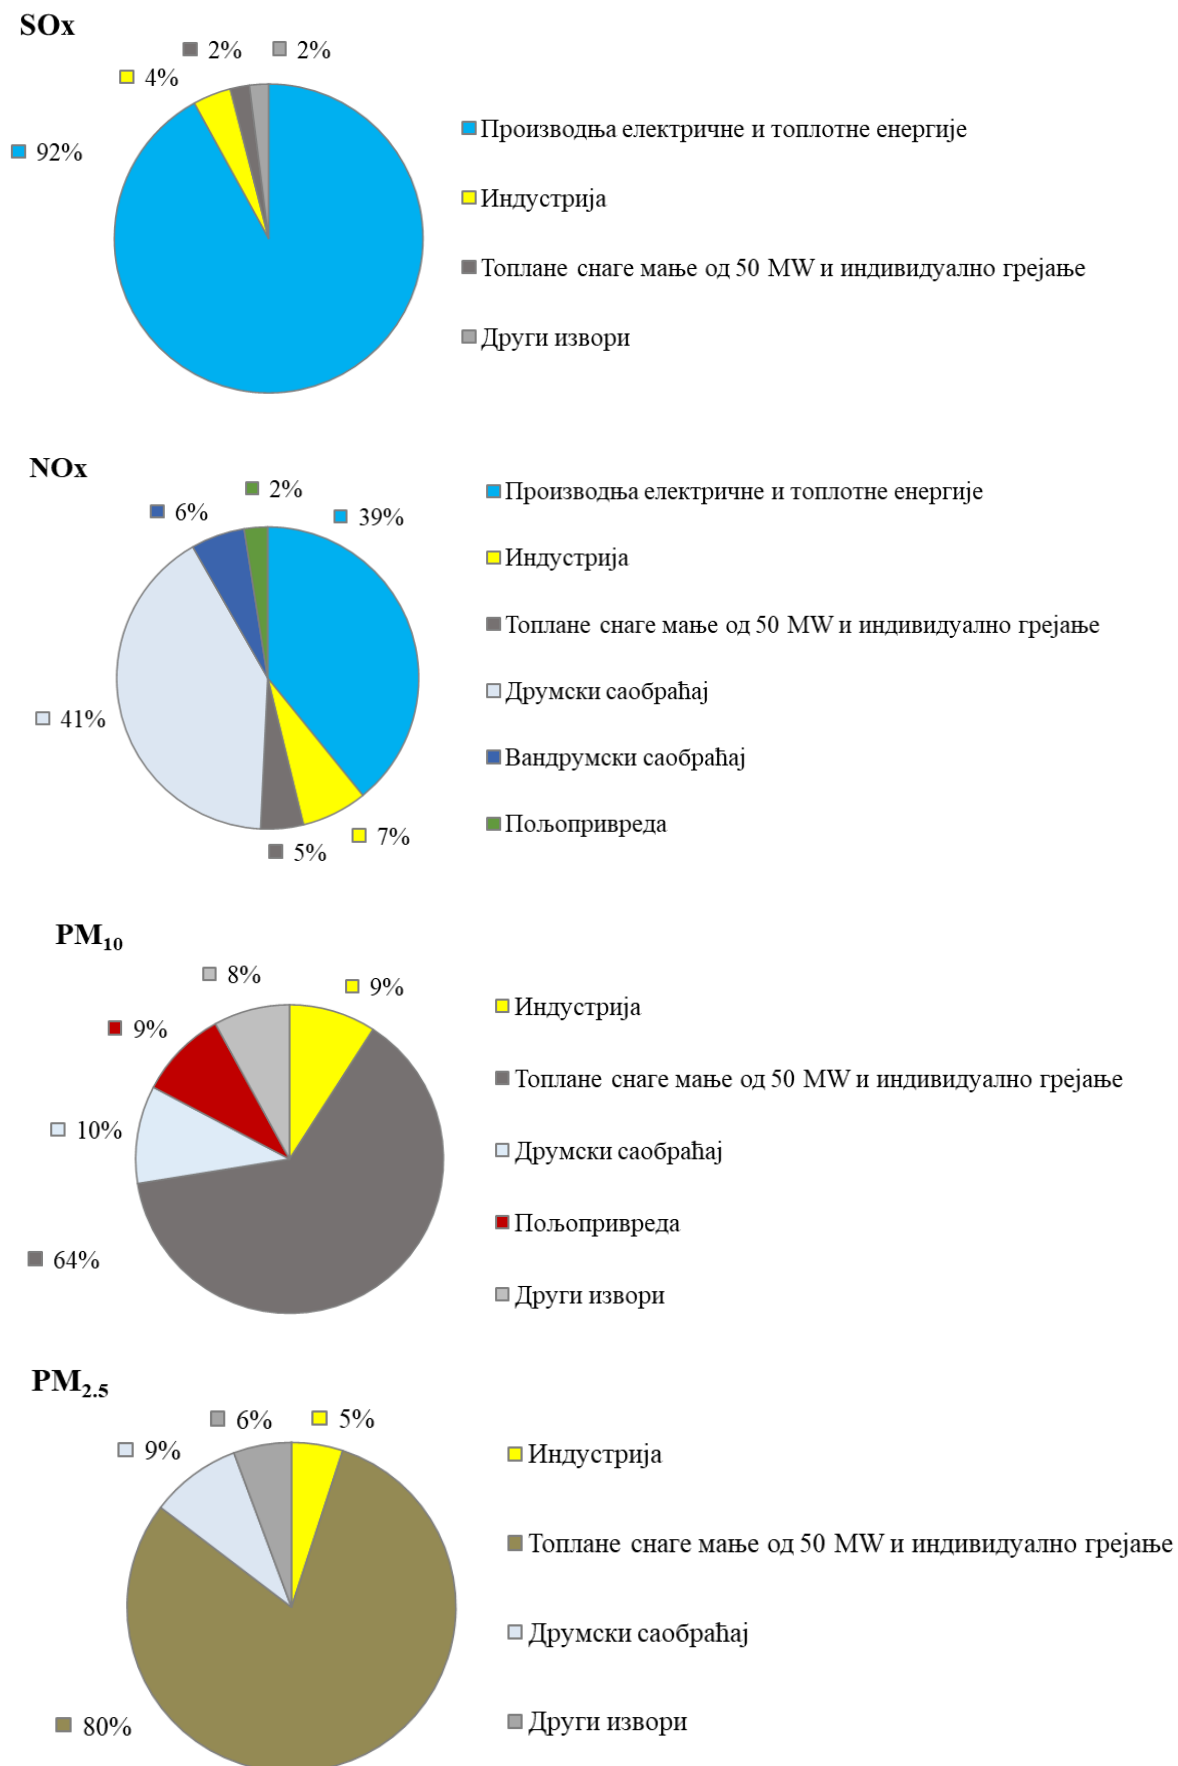 SOx
2%
2%
4%
92%
Производња електричне и топлотне енергије
Индустрија
Топлане снаге мање од 50 MW и индивидуално грејање
Други извори
NOx
2%
6%
39%
41%
5%
7%
Производња електричне и топлотне енергије
Индустрија
Топлане снаге мање од 50 MW и индивидуално грејање
Друмски саобраћај
Вандрумски саобраћај
Пољопривреда
PM₁₀
8%
9%
9%
10%
64%
Индустрија
Топлане снаге мање од 50 MW и индивидуално грејање
Друмски саобраћај
Пољопривреда
Други извори
PM₂.₅
6%
5%
9%
80%
Индустрија
Топлане снаге мање од 50 MW и индивидуално грејање
Друмски саобраћај
Други извори